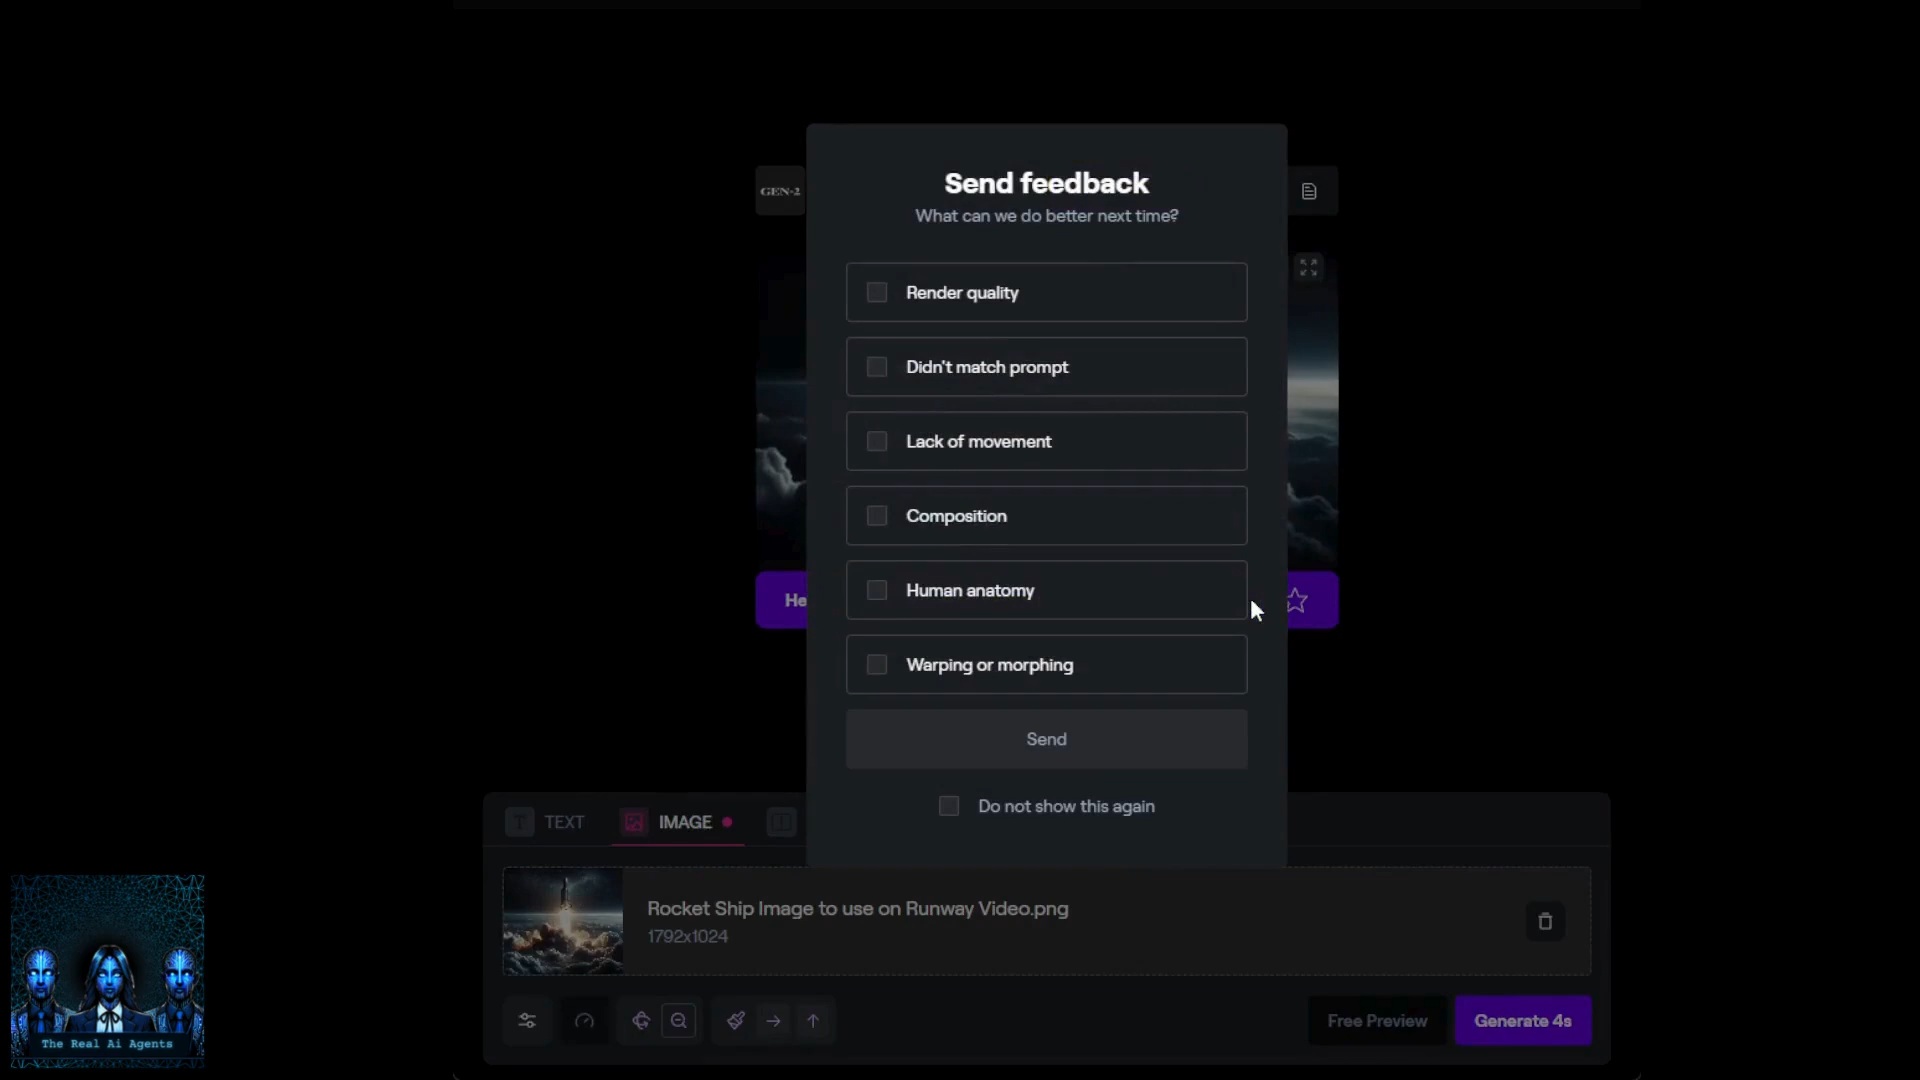 Send feedback
What can we do better next time?
GEN-2
Render quality
Didn't match prompt
Lack of movement
Composition
Human anatomy
He
Warping or morphing
Send
Do not show this again
TEXT
IMAGE
Rocket Ship Image to use on Runway Video.png
1792x1024
Free Preview
Generate 4s
The Real Ai Agents